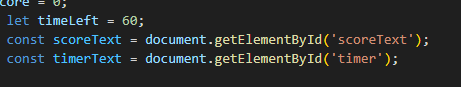 core = 0;
let timeLeft = 60;
const scoreText = document.getElementById('scoreText');
const timerText = document.getElementById('timer');